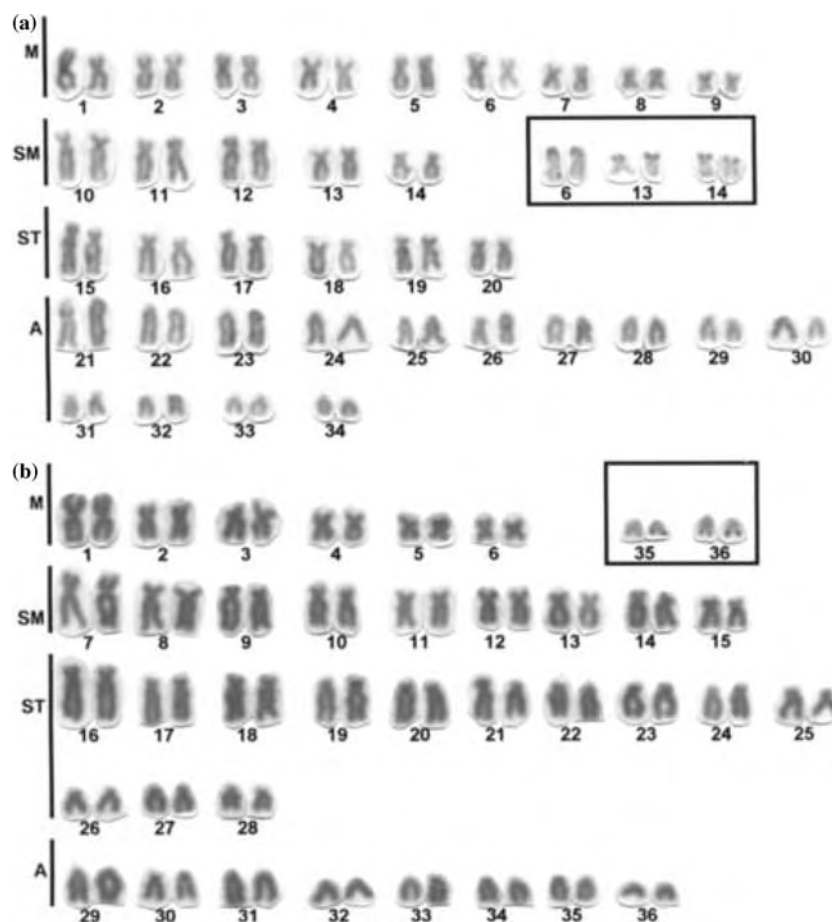 (a)
M
1 2 3 4 5 6 7 8 9
SM
10 11 12 13 14 6 13 14
ST
15 16 17 18 19 20
A
21 22 23 24 25 26 27 28 29 30
31 32 33 34
(b)
M
1 2 3 4 5 6 35 36
SM
7 8 9 10 11 12 13 14 15
ST
16 17 18 19 20 21 22 23 24 25
26 27 28
A
29 30 31 32 33 34 35 36